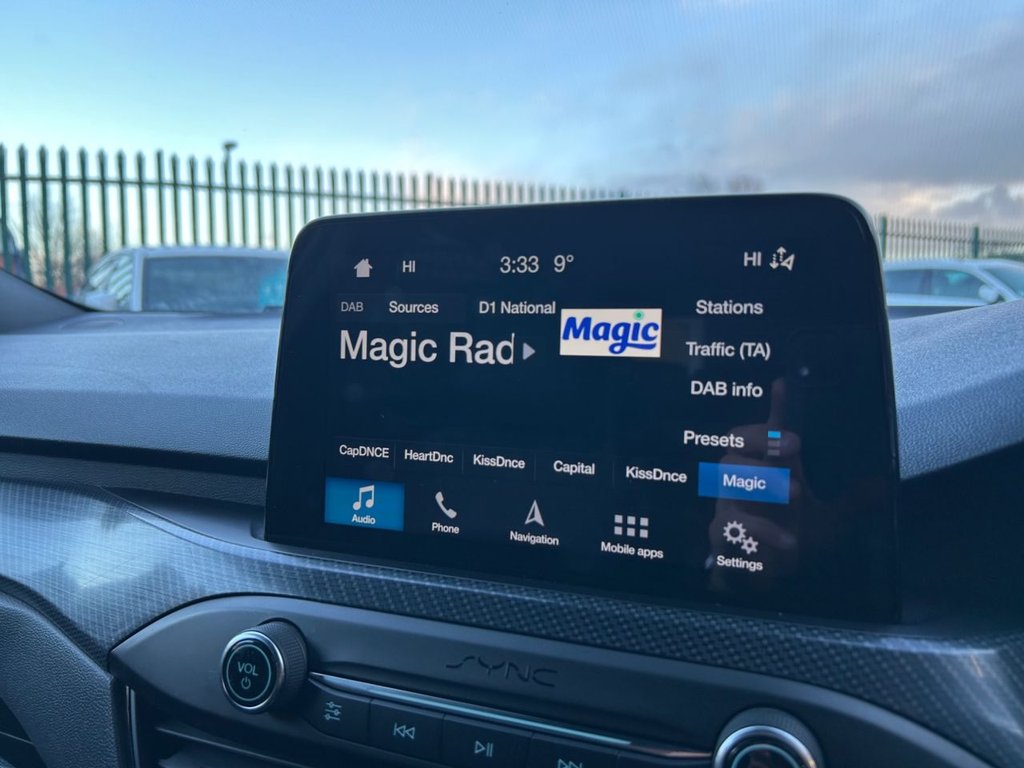 HI 3:33 9° HI
DAB Sources D1 National Stations
Magic Rad
Magic
Traffic (TA)
DAB info
Presets
CapDNCE HeartDnc KissDnce Capital KissDnce Magic
Audio Phone Navigation Mobile apps Settings
SYNC
VOL